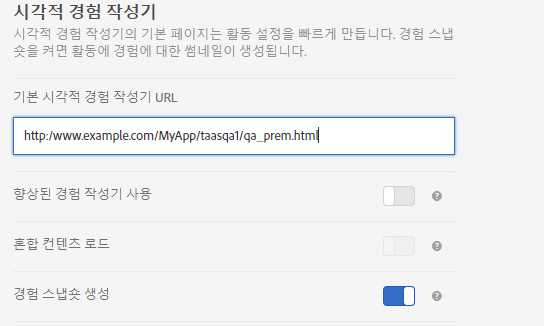 시각적 경험 작성기
시각적 경험 작성기의 기본 페이지는 활동 설정을 빠르게 만듭니다. 경험 스냅
숏을 켜면 활동에 경험에 대한 썸네일이 생성됩니다.
기본 시각적 경험 작성기 URL
http:/www.example.com/MyApp/taasqa1/qa_prem.html
향상된 경험 작성기 사용
혼합 컨텐츠 로드
경험 스냅숏 생성